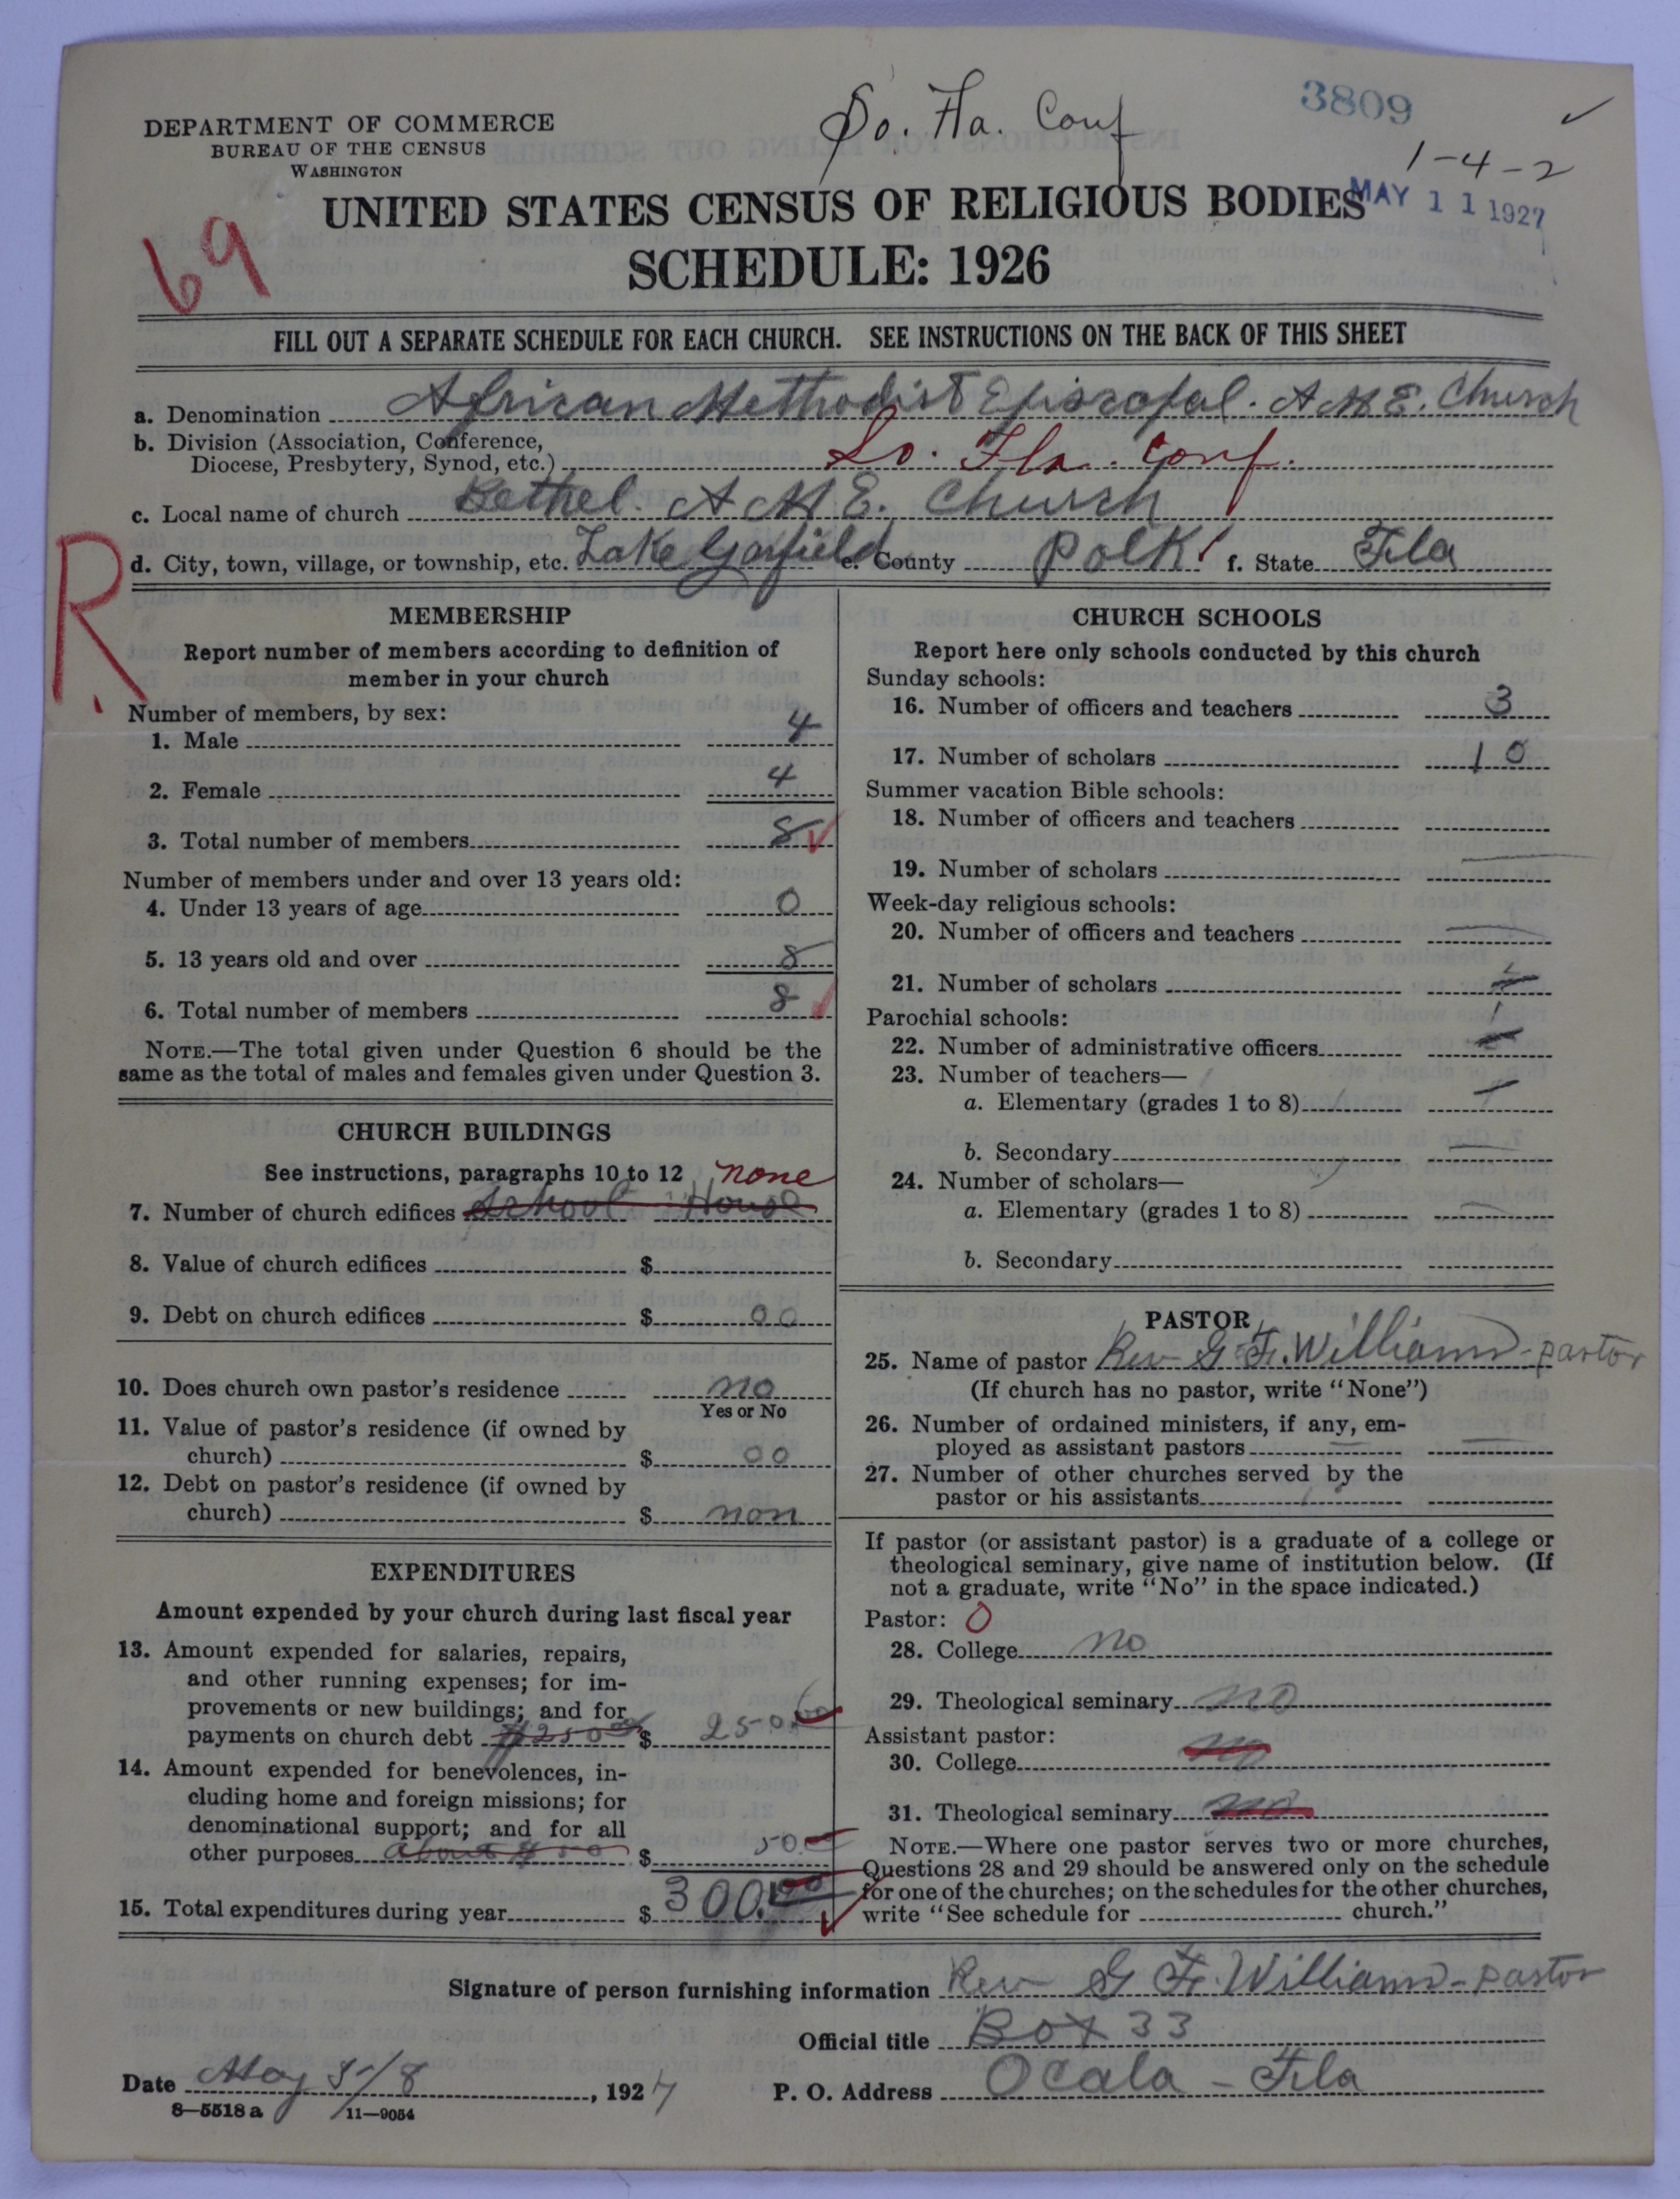 So. Fla. Conf
3809
1-4-2
DEPARTMENT OF COMMERCE
BUREAU OF THE CENSUS
WASHINGTON
MAY 11 1927
UNITED STATES CENSUS OF RELIGIOUS BODIES
SCHEDULE: 1926
69
FILL OUT A SEPARATE SCHEDULE FOR EACH CHURCH. SEE INSTRUCTIONS ON THE BACK OF THIS SHEET
a. Denomination African Methodist Episcopal. A M E. Church
b. Division (Association, Conference,
Diocese, Presbytery, Synod, etc.) So. Fla. Conf.
c. Local name of church Bethel. A M E. Church
d. City, town, village, or township, etc. Lake Garfield e. County Polk f. State Fla
R.
MEMBERSHIP
Report number of members according to definition of
member in your church
Number of members, by sex:
1. Male 4
2. Female 4
3. Total number of members 8
Number of members under and over 13 years old:
4. Under 13 years of age 0
5. 13 years old and over 8
6. Total number of members 8
NOTE.—The total given under Question 6 should be the
same as the total of males and females given under Question 3.
CHURCH BUILDINGS
See instructions, paragraphs 10 to 12 none
7. Number of church edifices School House
8. Value of church edifices $
9. Debt on church edifices $ 00
10. Does church own pastor's residence no
Yes or No
11. Value of pastor's residence (if owned by
church) $ 00
12. Debt on pastor's residence (if owned by
church) $ non
EXPENDITURES
Amount expended by your church during last fiscal year
13. Amount expended for salaries, repairs,
and other running expenses; for im-
provements or new buildings; and for
payments on church debt $250 00 $ 250.00
14. Amount expended for benevolences, in-
cluding home and foreign missions; for
denominational support; and for all
other purposes about $50 $ 50.
15. Total expenditures during year $ 300.00
CHURCH SCHOOLS
Report here only schools conducted by this church
Sunday schools:
16. Number of officers and teachers 3
17. Number of scholars 10
Summer vacation Bible schools:
18. Number of officers and teachers
19. Number of scholars
Week-day religious schools:
20. Number of officers and teachers
21. Number of scholars
Parochial schools:
22. Number of administrative officers
23. Number of teachers—
a. Elementary (grades 1 to 8)
b. Secondary
24. Number of scholars—
a. Elementary (grades 1 to 8)
b. Secondary
PASTOR
25. Name of pastor Rev G. F. Williams - pastor
(If church has no pastor, write "None")
26. Number of ordained ministers, if any, em-
ployed as assistant pastors
27. Number of other churches served by the
pastor or his assistants
If pastor (or assistant pastor) is a graduate of a college or
theological seminary, give name of institution below. (If
not a graduate, write "No" in the space indicated.)
Pastor: 0
28. College no
29. Theological seminary no
Assistant pastor:
30. College no
31. Theological seminary no
NOTE.—Where one pastor serves two or more churches,
Questions 28 and 29 should be answered only on the schedule
for one of the churches; on the schedules for the other churches,
write "See schedule for church."
Signature of person furnishing information Rev G F. Williams - pastor
Official title Box 33
Date May 5/8, 1927 P. O. Address Ocala - Fla
8—5518 a 11—9054